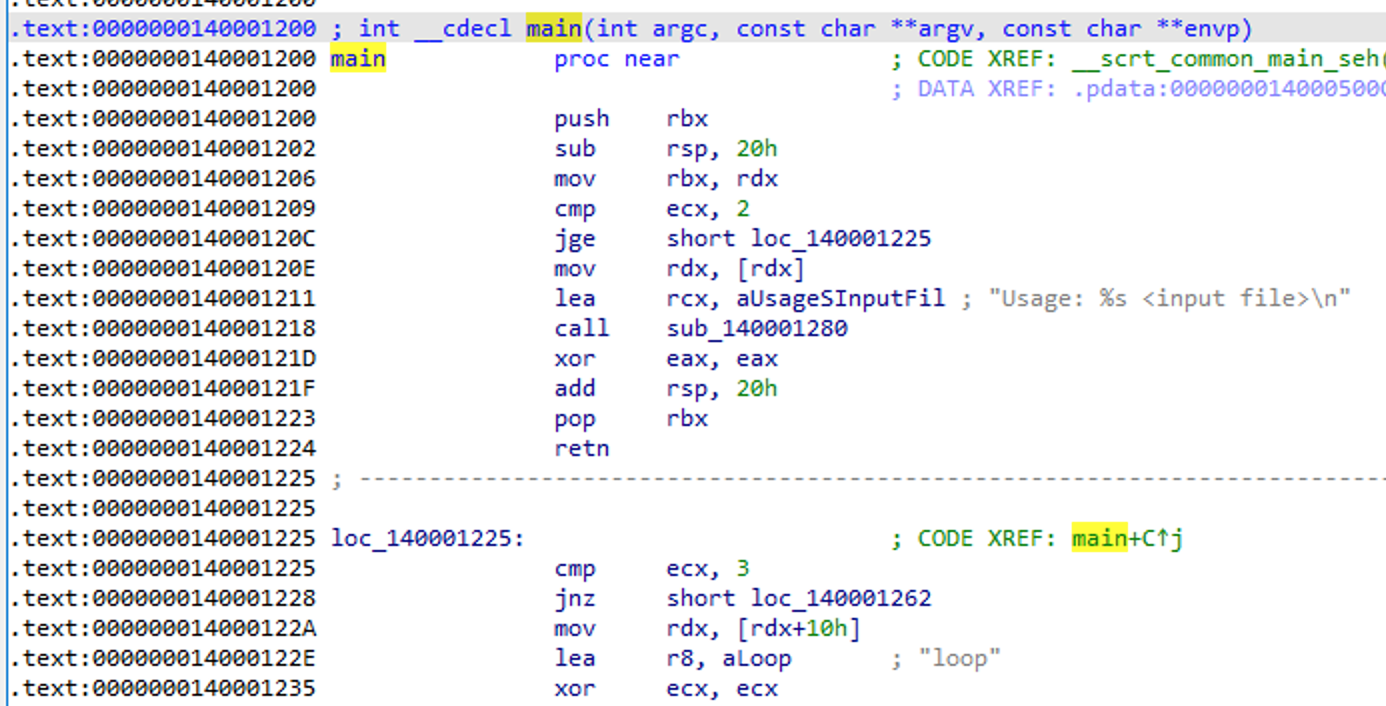 .text:0000000140001200
.text:0000000140001200 ; int __cdecl main(int argc, const char **argv, const char **envp)
.text:0000000140001200 main proc near ; CODE XREF: __scrt_common_main_seh(
.text:0000000140001200 ; DATA XREF: .pdata:000000014000500C
.text:0000000140001200 push rbx
.text:0000000140001202 sub rsp, 20h
.text:0000000140001206 mov rbx, rdx
.text:0000000140001209 cmp ecx, 2
.text:000000014000120C jge short loc_140001225
.text:000000014000120E mov rdx, [rdx]
.text:0000000140001211 lea rcx, aUsageSInputFil ; "Usage: %s <input file>\n"
.text:0000000140001218 call sub_140001280
.text:000000014000121D xor eax, eax
.text:000000014000121F add rsp, 20h
.text:0000000140001223 pop rbx
.text:0000000140001224 retn
.text:0000000140001225 ; ---------------------------------------------------------------------------
.text:0000000140001225
.text:0000000140001225 loc_140001225: ; CODE XREF: main+C↑j
.text:0000000140001225 cmp ecx, 3
.text:0000000140001228 jnz short loc_140001262
.text:000000014000122A mov rdx, [rdx+10h]
.text:000000014000122E lea r8, aLoop ; "loop"
.text:0000000140001235 xor ecx, ecx